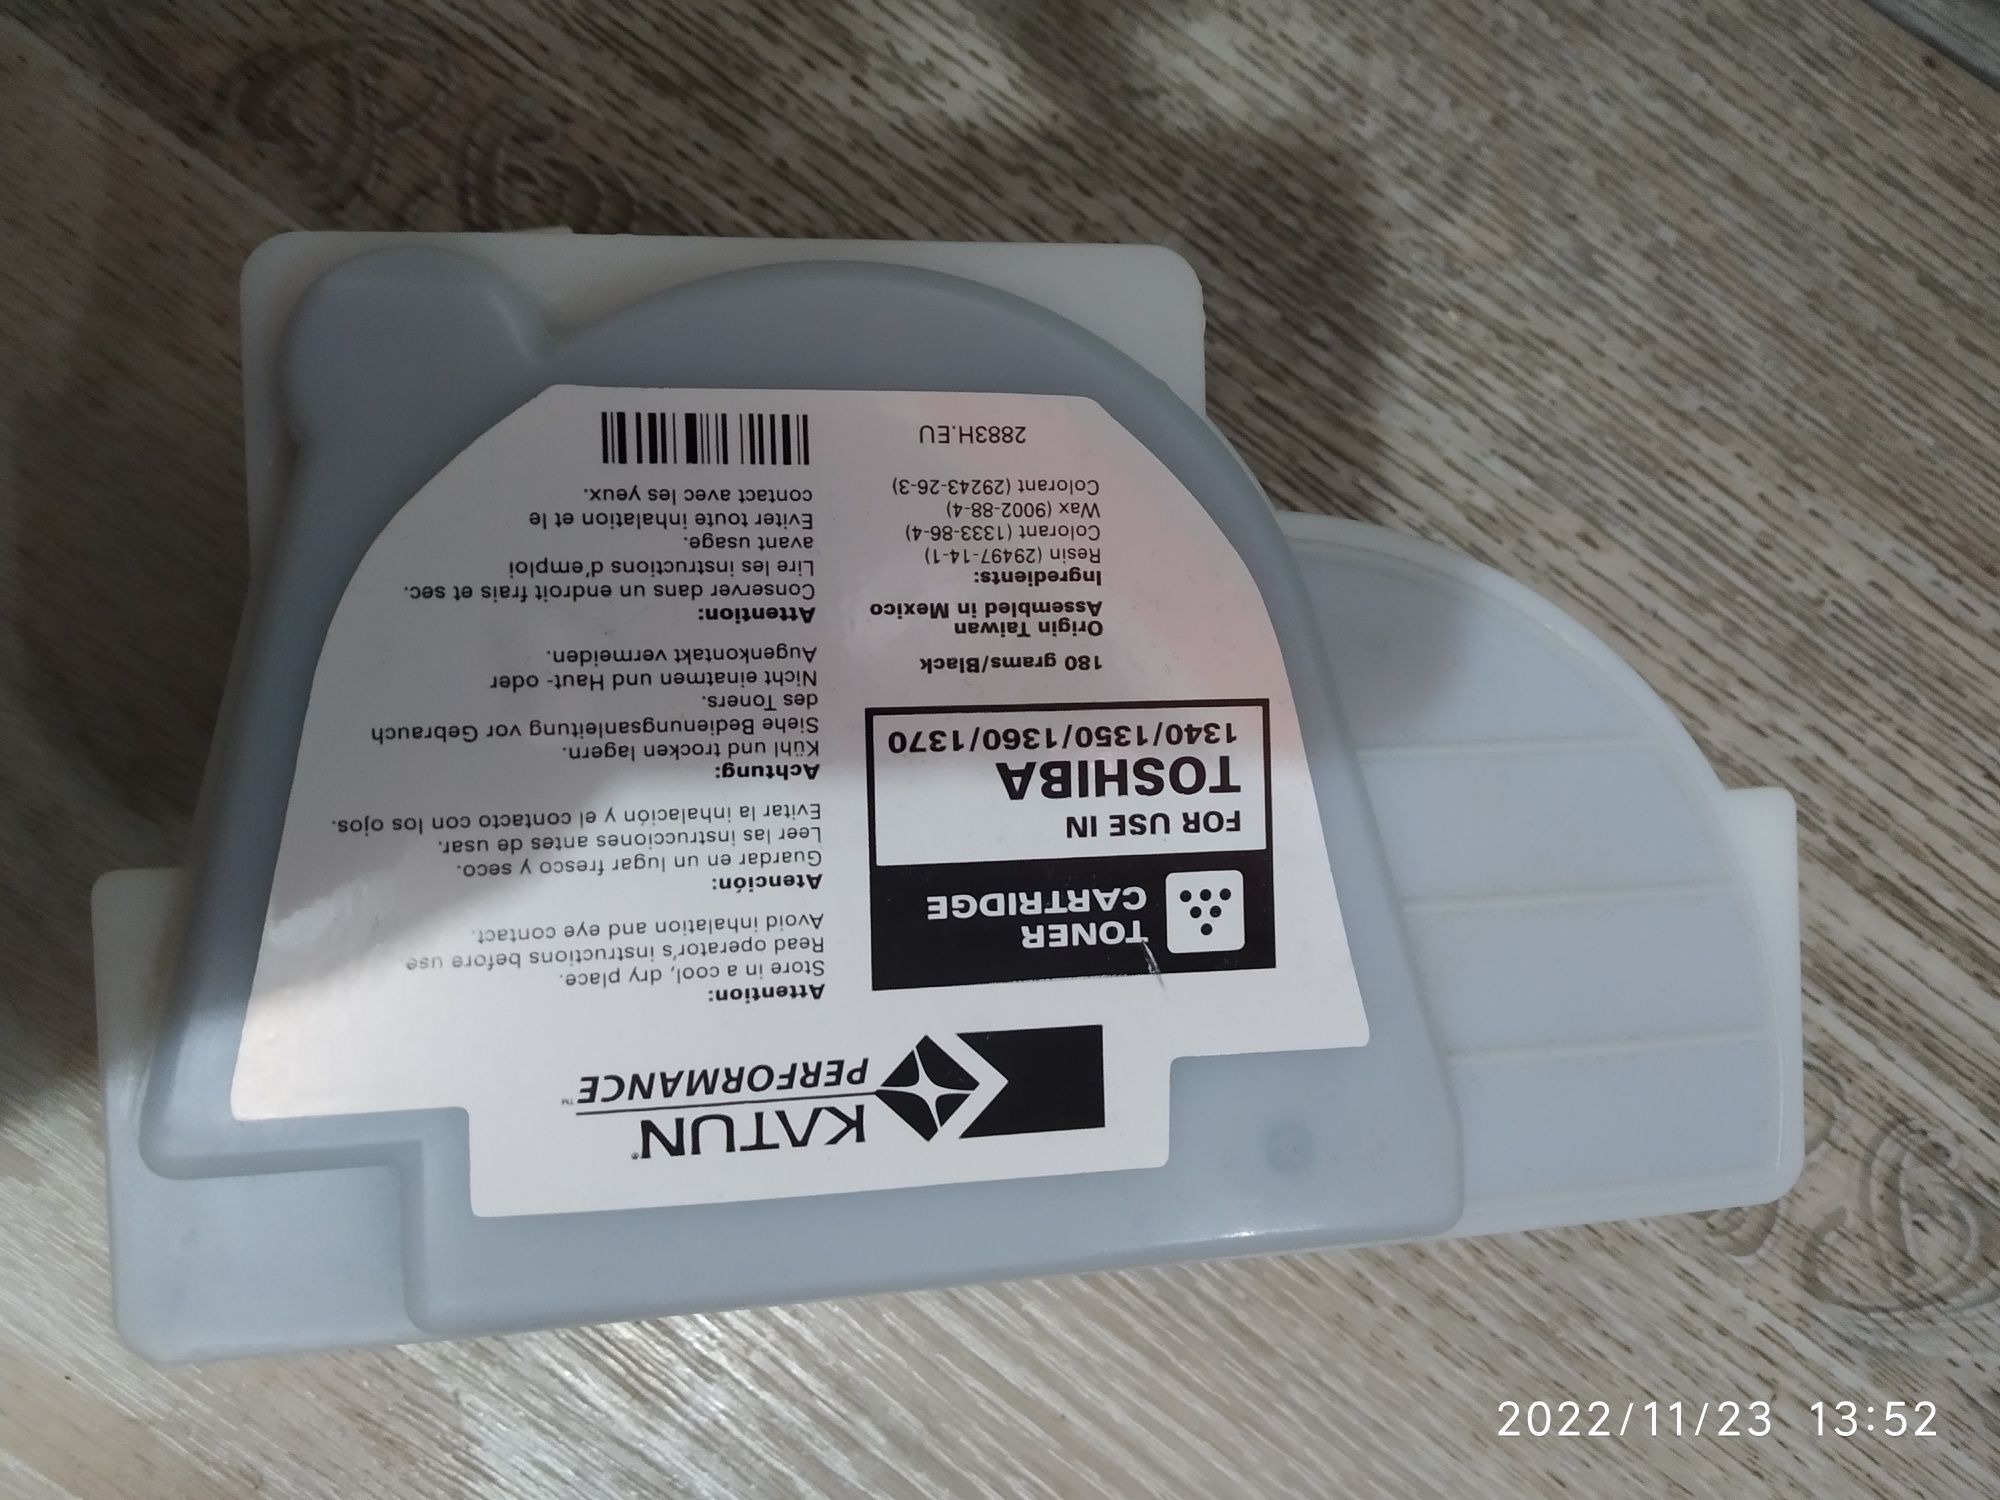 KATUN®
PERFORMANCE™
TONER
CARTRIDGE
FOR USE IN
TOSHIBA
1340/1350/1360/1370
180 grams/Black
Origin Taiwan
Assembled in Mexico
Ingredients:
Resin (29497-14-1)
Colorant (1333-86-4)
Wax (9002-88-4)
Colorant (29243-26-3)
2883H.EU
Attention:
Store in a cool, dry place.
Read operator's instructions before use
Avoid inhalation and eye contact.
Atención:
Guardar en un lugar fresco y seco.
Leer las instrucciones antes de usar.
Evitar la inhalación y el contacto con los ojos.
Achtung:
Kühl und trocken lagern.
Siehe Bedienungsanleitung vor Gebrauch
des Toners.
Nicht einatmen und Haut- oder
Augenkontakt vermeiden.
Attention:
Conserver dans un endroit frais et sec.
Lire les instructions d'emploi
avant usage.
Eviter toute inhalation et le
contact avec les yeux.
2022/11/23 13:52